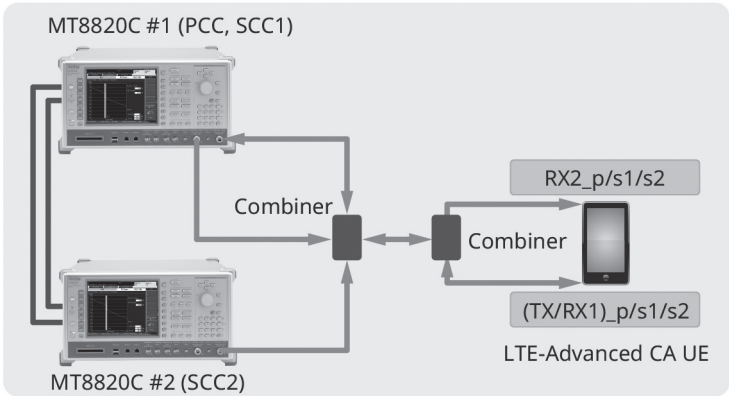 MT8820C #1 (PCC, SCC1)
Combiner
RX2_p/s1/s2
Combiner
(TX/RX1)_p/s1/s2
LTE-Advanced CA UE
MT8820C #2 (SCC2)